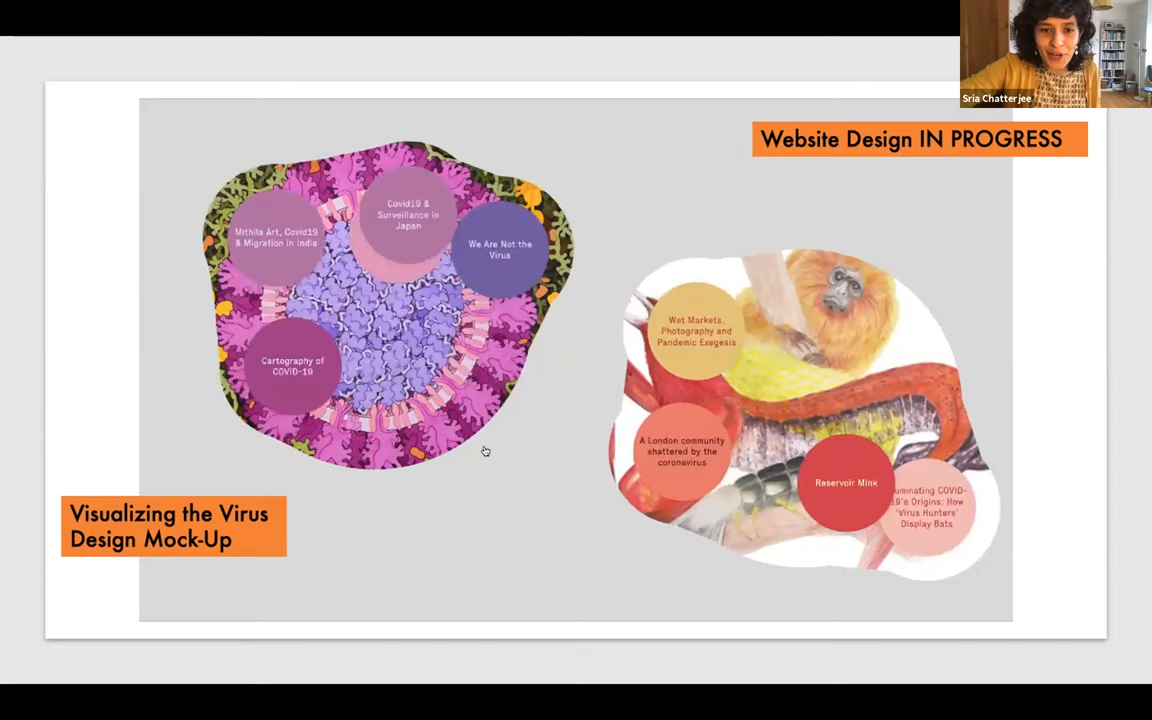 Sria Chatterjee
Website Design IN PROGRESS
Covid19 &
Surveillance in
Japan
Mithila Art, Covid19
& Migration in India
We Are Not the
Virus
Cartography of
COVID-19
Wet Markets,
Photography and
Pandemic Exegesis
A London community
shattered by the
coronavirus
Reservoir Mink
uminating COVID-
19's Origins: How
'Virus Hunters'
Display Bats
Visualizing the Virus
Design Mock-Up